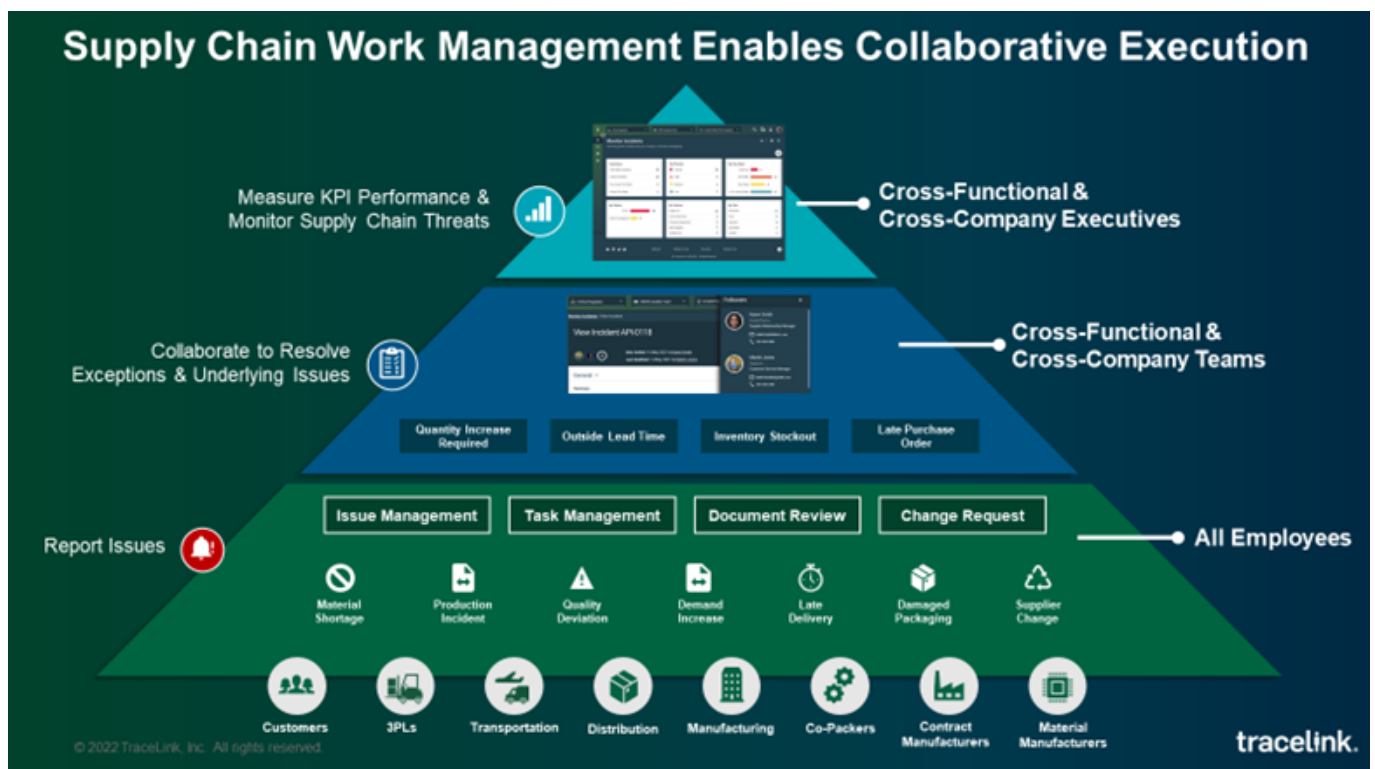 Supply Chain Work Management Enables Collaborative Execution
Measure KPI Performance &
Monitor Supply Chain Threats
Monitor Incidents
Cross-Functional &
Cross-Company Executives
Collaborate to Resolve
Exceptions & Underlying Issues
View Incident API-0118
Followers
General
Cross-Functional &
Cross-Company Teams
Quantity Increase
Required
Outside Lead Time
Inventory Stockout
Late Purchase
Order
Report Issues
Issue Management
Task Management
Document Review
Change Request
All Employees
Material
Shortage
Production
Incident
Quality
Deviation
Demand
Increase
Late
Delivery
Damaged
Packaging
Supplier
Change
Customers
3PLs
Transportation
Distribution
Manufacturing
Co-Packers
Contract
Manufacturers
Material
Manufacturers
© 2022 TraceLink, Inc. All rights reserved.
tracelink.